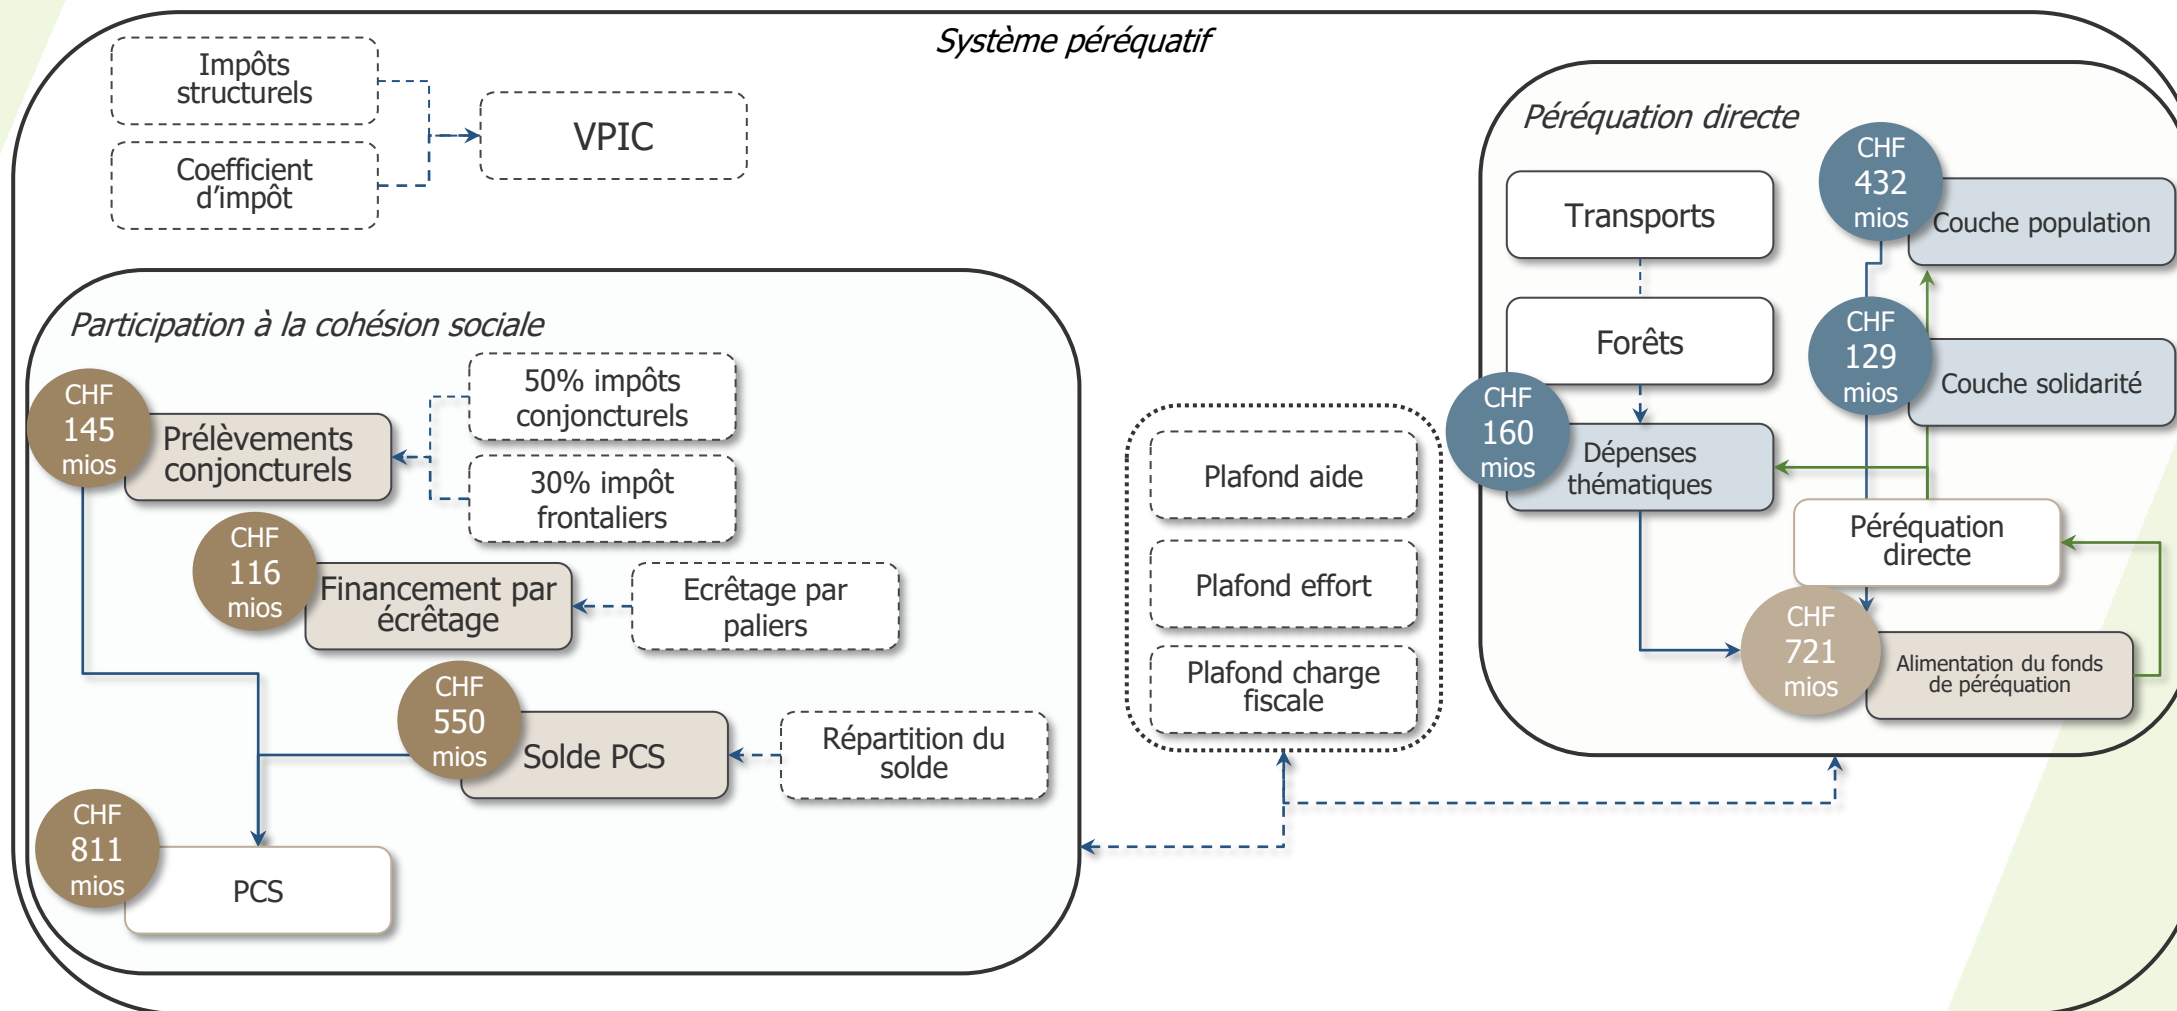 Système péréquatif
Impôts
structurels
Coefficient
d'impôt
VPIC
Participation à la cohésion sociale
CHF
145
mios
Prélèvements
conjoncturels
50% impôts
conjoncturels
30% impôt
frontaliers
CHF
116
mios
Financement par
écrêtage
Ecrêtage par
paliers
CHF
550
mios
Solde PCS
Répartition du
solde
CHF
811
mios
PCS
Plafond aide
Plafond effort
Plafond charge
fiscale
Péréquation directe
Transports
Forêts
CHF
160
mios
Dépenses
thématiques
CHF
432
mios
Couche population
CHF
129
mios
Couche solidarité
Péréquation
directe
CHF
721
mios
Alimentation du fonds
de péréquation